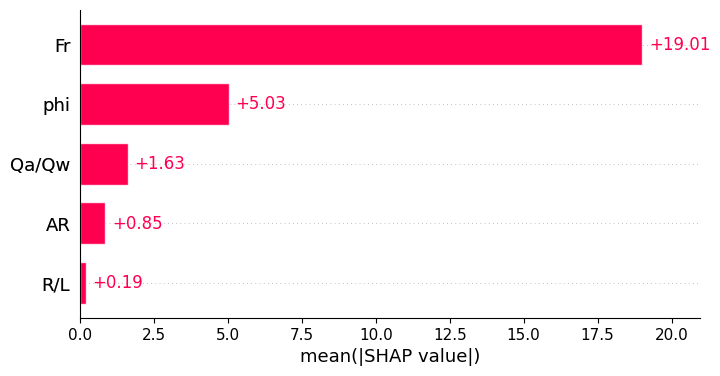 Fr +19.01
phi +5.03
Qa/Qw +1.63
AR +0.85
R/L +0.19
0.0 2.5 5.0 7.5 10.0 12.5 15.0 17.5 20.0
mean(|SHAP value|)